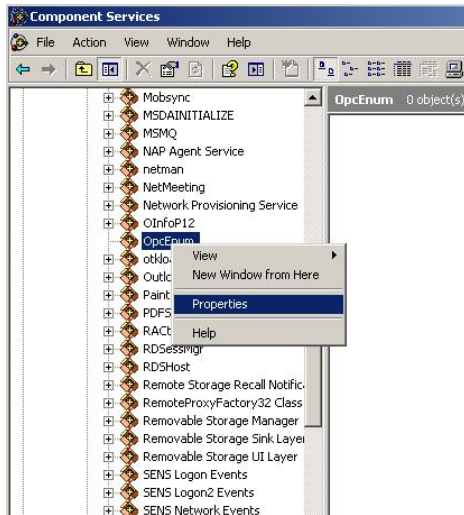 Component Services
File Action View Window Help
OpcEnum 0 object(s)
Mobsync
MSDAINITIALIZE
MSMQ
NAP Agent Service
netman
NetMeeting
Network Provisioning Service
OInfoP12
OpcEnum
View
New Window from Here
Properties
Help
Paint
PDFS
RACt
RDSessMgr
RDSHost
Remote Storage Recall Notific
RemoteProxyFactory32 Class
Removable Storage Manager
Removable Storage Sink Layer
Removable Storage UI Layer
SENS Logon Events
SENS Logon2 Events
SENS Network Events